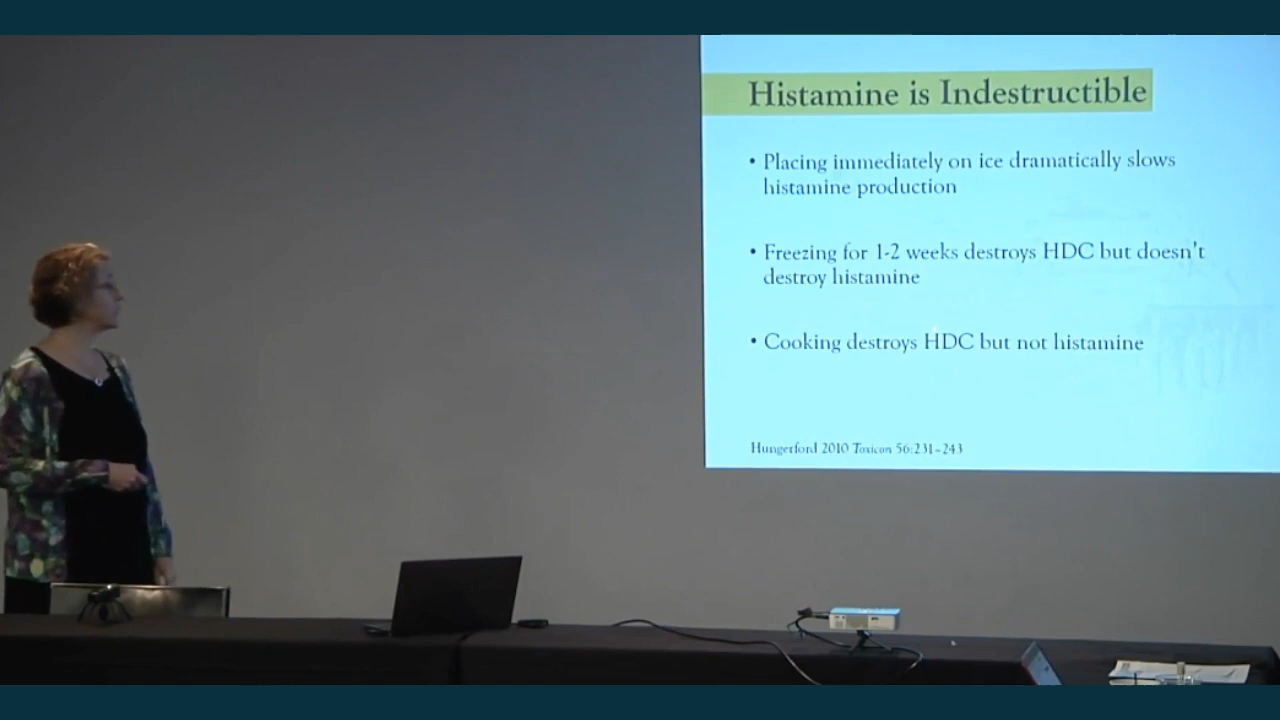 Histamine is Indestructible
• Placing immediately on ice dramatically slows
histamine production
• Freezing for 1-2 weeks destroys HDC but doesn't
destroy histamine
• Cooking destroys HDC but not histamine
Hungerford 2010 Toxicon 56:231–243